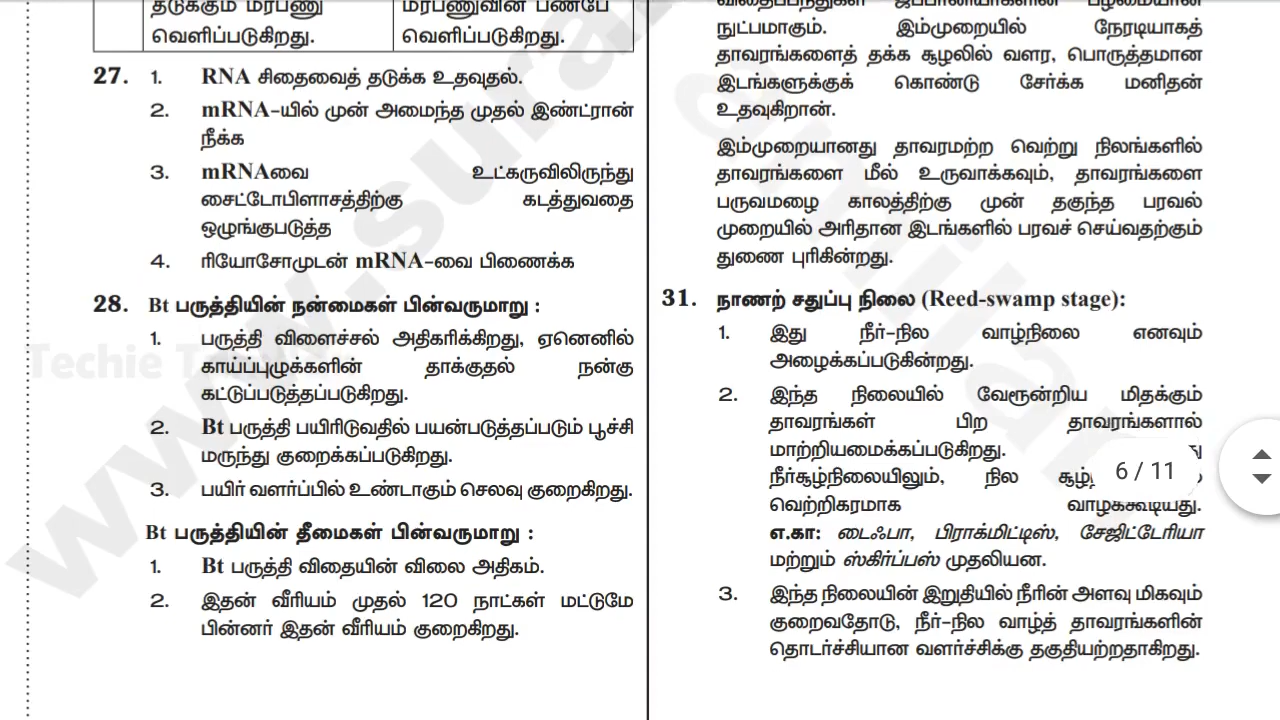 தடுக்கும் மரபணு
வெளிப்படுகிறது.
மரபணுவின் பண்பே
வெளிப்படுகிறது.
27. 1. RNA சிதைவைத் தடுக்க உதவுதல்.
2. mRNA-யில் முன் அமைந்த முதல் இண்ட்ரான்
நீக்க
3. mRNAவை உட்கருவிலிருந்து
சைட்டோபிளாசத்திற்கு கடத்துவதை
ஒழுங்குபடுத்த
4. ரியோசோமுடன் mRNA-வை பிணைக்க
28. Bt பருத்தியின் நன்மைகள் பின்வருமாறு :
1. பருத்தி விளைச்சல் அதிகரிக்கிறது, ஏனெனில்
காய்ப்புழுக்களின் தாக்குதல் நன்கு
கட்டுப்படுத்தப்படுகிறது.
2. Bt பருத்தி பயிரிடுவதில் பயன்படுத்தப்படும் பூச்சி
மருந்து குறைக்கப்படுகிறது.
3. பயிர் வளர்ப்பில் உண்டாகும் செலவு குறைகிறது.
Bt பருத்தியின் தீமைகள் பின்வருமாறு :
1. Bt பருத்தி விதையின் விலை அதிகம்.
2. இதன் வீரியம் முதல் 120 நாட்கள் மட்டுமே
பின்னர் இதன் வீரியம் குறைகிறது.
விதைப்பந்துகள் ஜப்பானியர்களின் பழமையான
நுட்பமாகும். இம்முறையில் நேரடியாகத்
தாவரங்களைத் தக்க சூழலில் வளர, பொருத்தமான
இடங்களுக்குக் கொண்டு சேர்க்க மனிதன்
உதவுகிறான்.
இம்முறையானது தாவரமற்ற வெற்று நிலங்களில்
தாவரங்களை மீல் உருவாக்கவும், தாவரங்களை
பருவமழை காலத்திற்கு முன் தகுந்த பரவல்
முறையில் அரிதான இடங்களில் பரவச் செய்வதற்கும்
துணை புரிகின்றது.
31. நாணற் சதுப்பு நிலை (Reed-swamp stage):
1. இது நீர்-நில வாழ்நிலை எனவும்
அழைக்கப்படுகின்றது.
2. இந்த நிலையில் வேரூன்றிய மிதக்கும்
தாவரங்கள் பிற தாவரங்களால்
மாற்றியமைக்கப்படுகிறது.
நீர்சூழ்நிலையிலும், நில
வெற்றிகரமாக வாழக்கூடியது.
எ.கா: டைஃபா, பிராக்மிட்டிஸ், சேஜிட்டேரியா
மற்றும் ஸ்கிர்ப்பஸ் முதலியன.
3. இந்த நிலையின் இறுதியில் நீரின் அளவு மிகவும்
குறைவதோடு, நீர்-நில வாழ்த் தாவரங்களின்
தொடர்ச்சியான வளர்ச்சிக்கு தகுதியற்றதாகிறது.
6 / 11